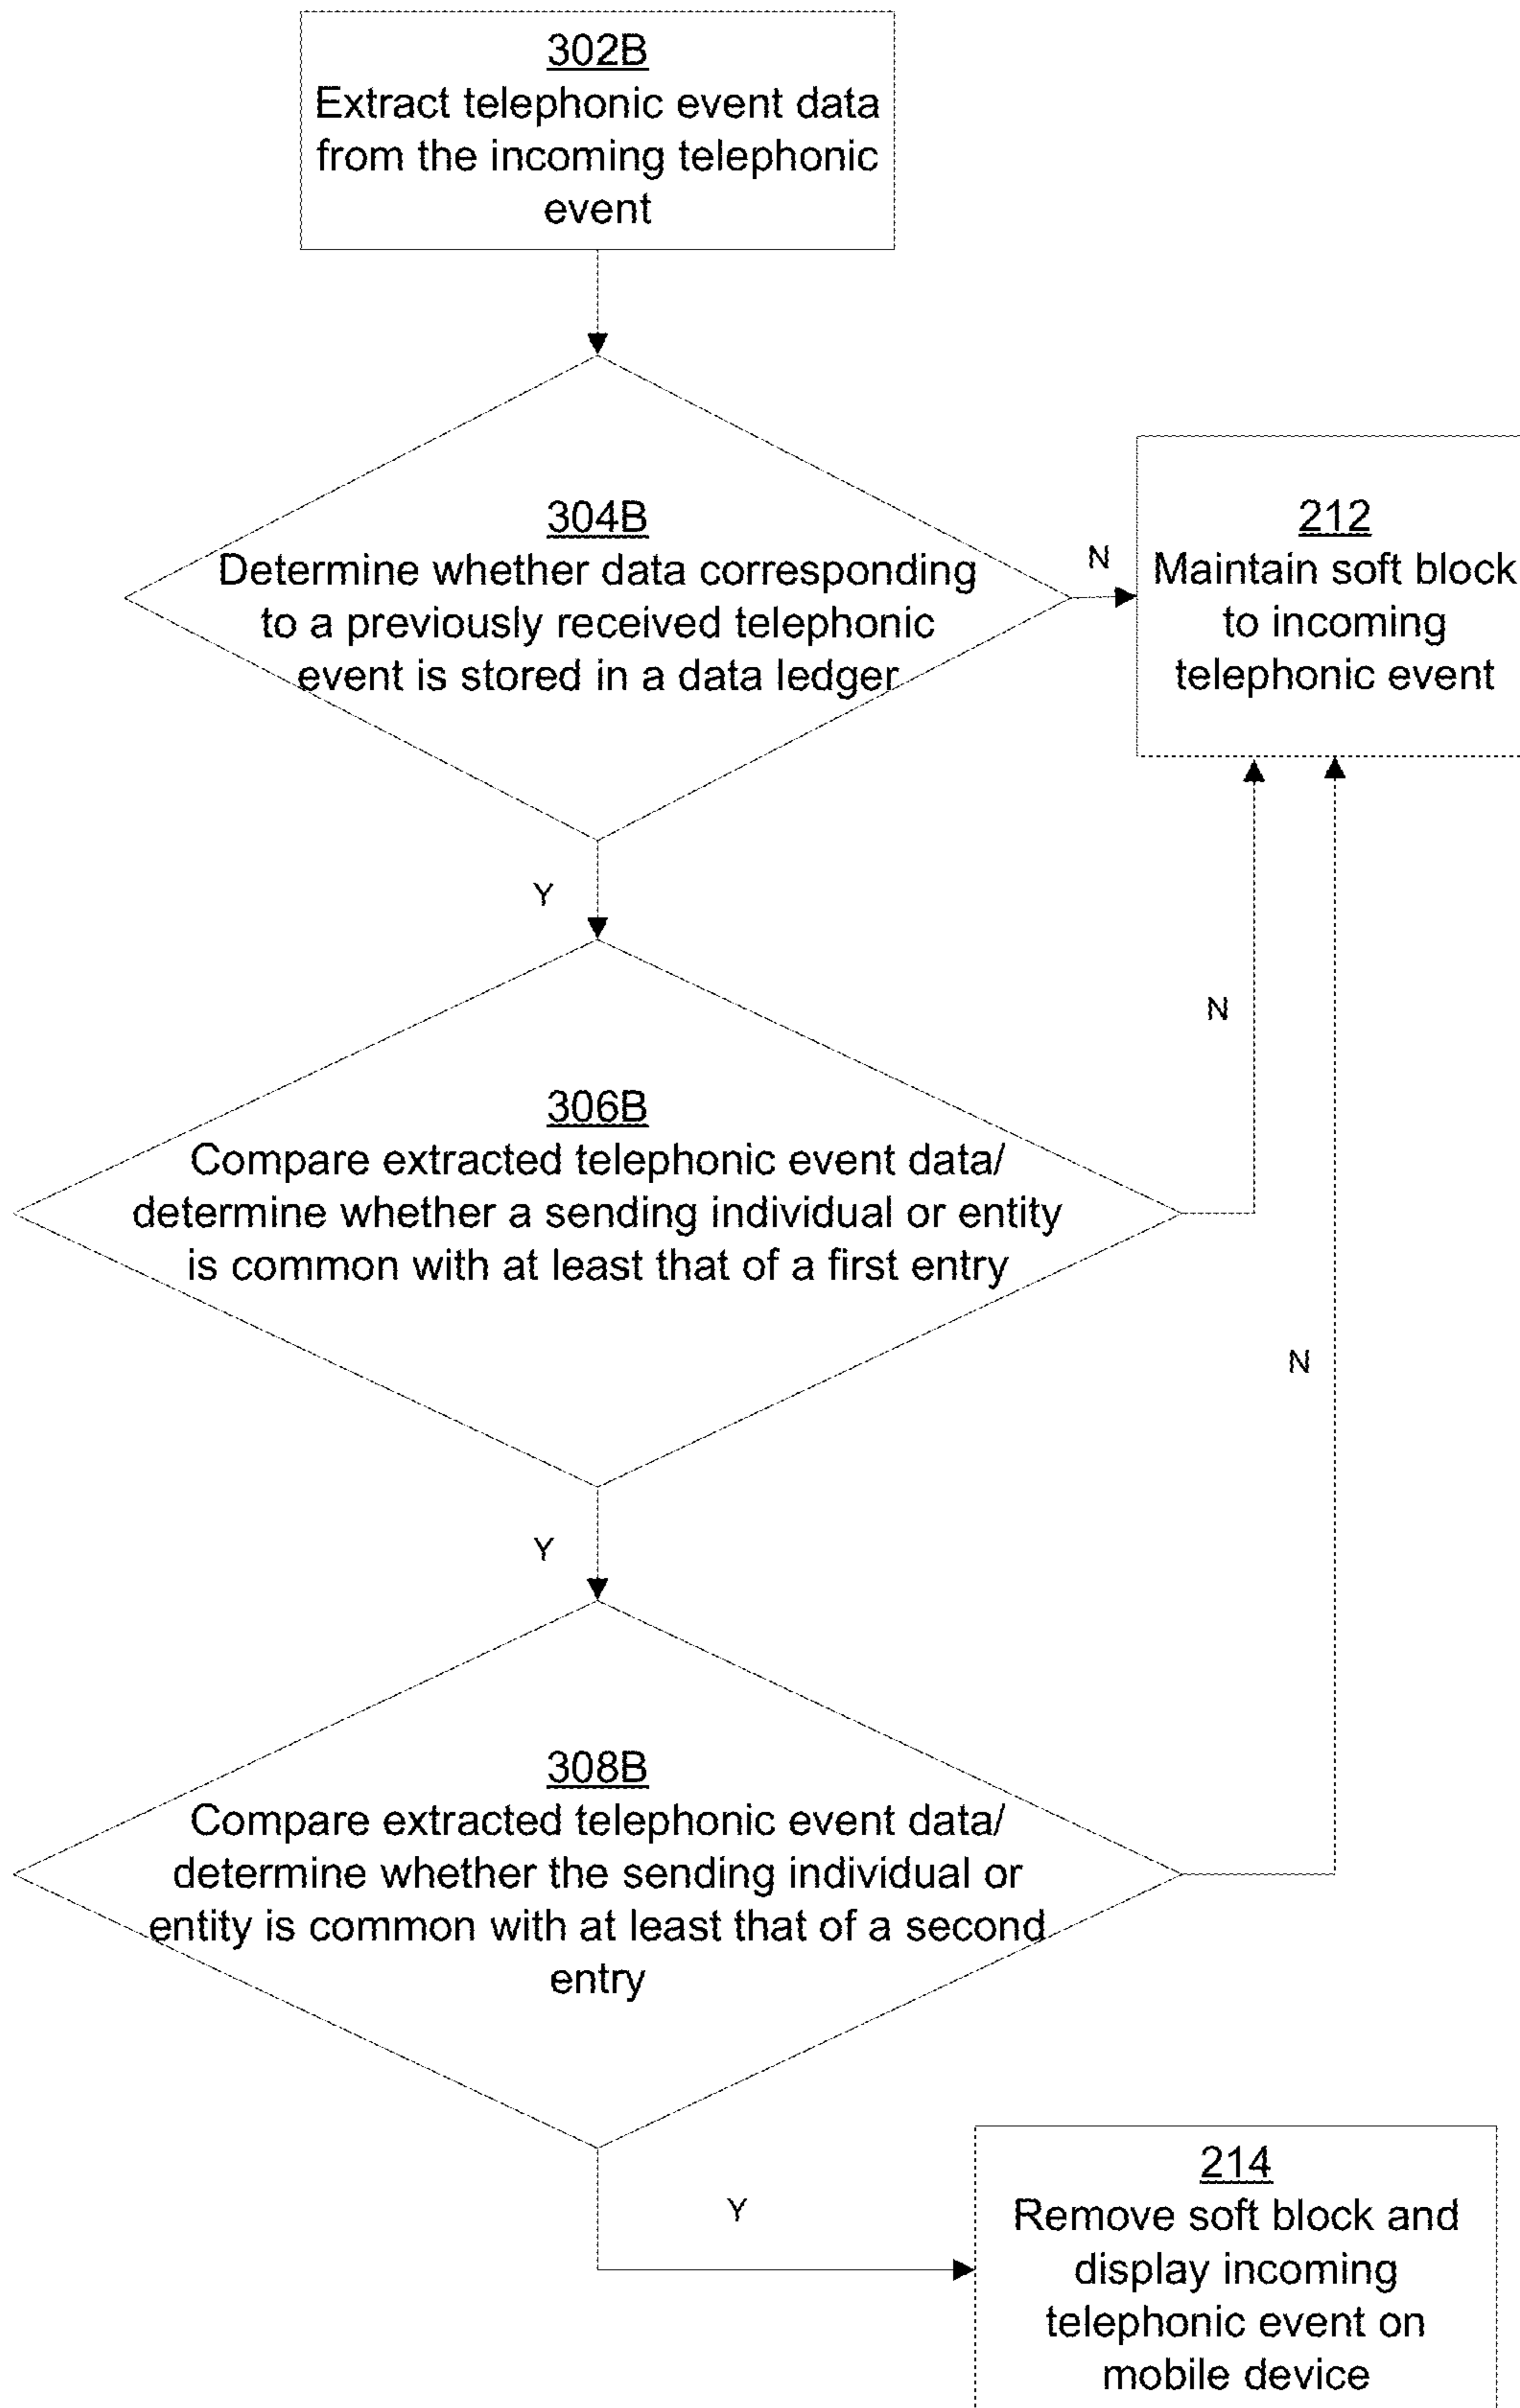 302B
Extract telephonic event data
from the incoming telephonic
event
304B
Determine whether data corresponding
to a previously received telephonic
event is stored in a data ledger
N
212
Maintain soft block
to incoming
telephonic event
Y
306B
Compare extracted telephonic event data/
determine whether a sending individual or entity
is common with at least that of a first entry
N
N
Y
308B
Compare extracted telephonic event data/
determine whether the sending individual or
entity is common with at least that of a second
entry
Y
214
Remove soft block and
display incoming
telephonic event on
mobile device